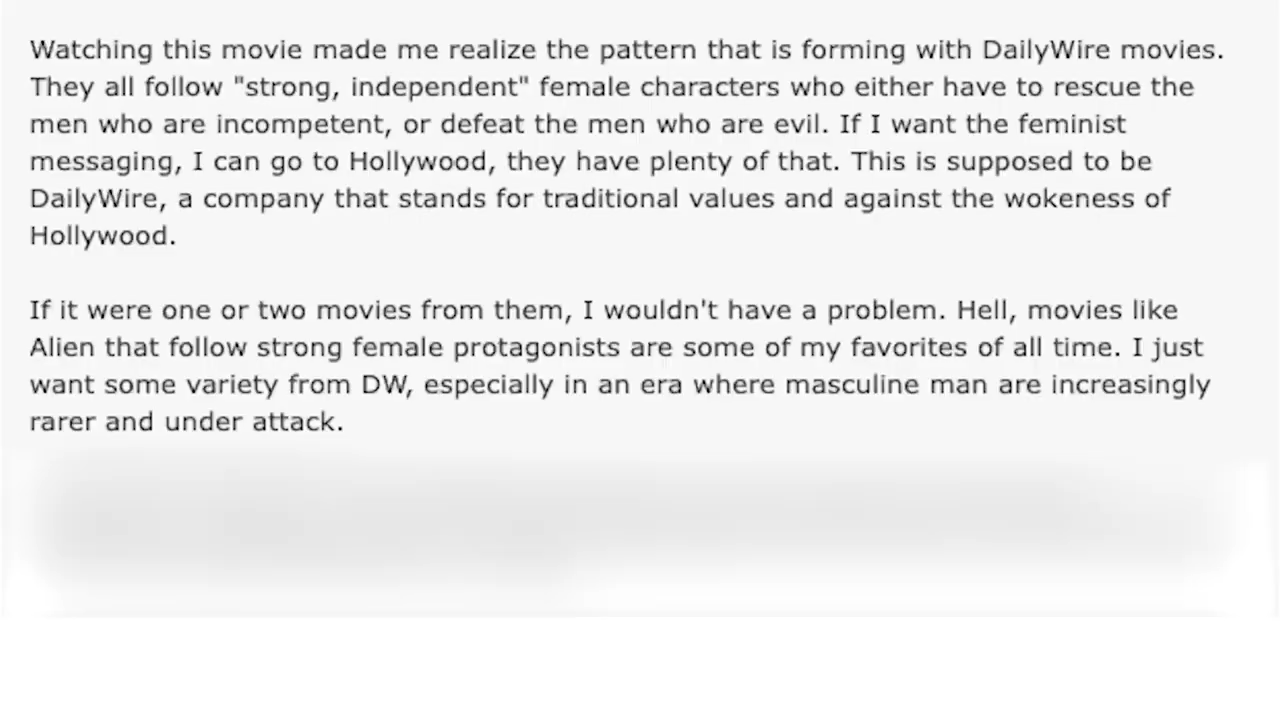 Watching this movie made me realize the pattern that is forming with DailyWire movies.
They all follow "strong, independent" female characters who either have to rescue the
men who are incompetent, or defeat the men who are evil. If I want the feminist
messaging, I can go to Hollywood, they have plenty of that. This is supposed to be
DailyWire, a company that stands for traditional values and against the wokeness of
Hollywood.
If it were one or two movies from them, I wouldn't have a problem. Hell, movies like
Alien that follow strong female protagonists are some of my favorites of all time. I just
want some variety from DW, especially in an era where masculine man are increasingly
rarer and under attack.